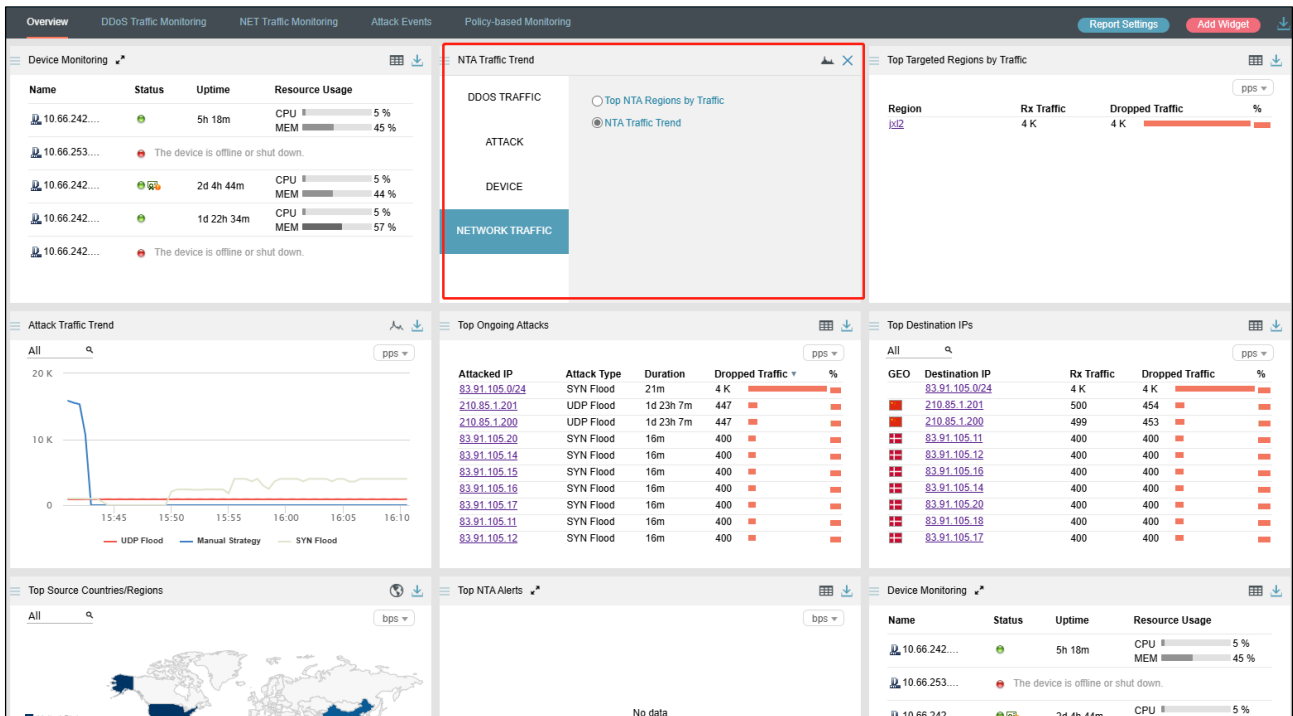 Overview DDoS Traffic Monitoring NET Traffic Monitoring Attack Events Policy-based Monitoring Report Settings Add Widget
Device Monitoring
Name Status Uptime Resource Usage
10.66.242.... 5h 18m CPU 5 %
MEM 45 %
10.66.253.... The device is offline or shut down.
10.66.242.... 2d 4h 44m CPU 5 %
MEM 44 %
10.66.242.... 1d 22h 34m CPU 5 %
MEM 57 %
10.66.242.... The device is offline or shut down.
NTA Traffic Trend
DDOS TRAFFIC
ATTACK
DEVICE
NETWORK TRAFFIC
Top NTA Regions by Traffic
NTA Traffic Trend
Top Targeted Regions by Traffic
pps
Region Rx Traffic Dropped Traffic %
jxl2 4 K 4 K
Attack Traffic Trend
All pps
20 K
10 K
0
15:45 15:50 15:55 16:00 16:05 16:10
UDP Flood Manual Strategy SYN Flood
Top Ongoing Attacks
pps
Attacked IP Attack Type Duration Dropped Traffic %
83.91.105.0/24 SYN Flood 21m 4 K
210.85.1.201 UDP Flood 1d 23h 7m 447
210.85.1.200 UDP Flood 1d 23h 7m 447
83.91.105.20 SYN Flood 16m 400
83.91.105.14 SYN Flood 16m 400
83.91.105.15 SYN Flood 16m 400
83.91.105.16 SYN Flood 16m 400
83.91.105.17 SYN Flood 16m 400
83.91.105.11 SYN Flood 16m 400
83.91.105.12 SYN Flood 16m 400
Top Destination IPs
All pps
GEO Destination IP Rx Traffic Dropped Traffic %
83.91.105.0/24 4 K 4 K
210.85.1.201 500 454
210.85.1.200 499 453
83.91.105.11 400 400
83.91.105.12 400 400
83.91.105.16 400 400
83.91.105.14 400 400
83.91.105.20 400 400
83.91.105.18 400 400
83.91.105.17 400 400
Top Source Countries/Regions
All bps
Top NTA Alerts
bps
No data
Device Monitoring
Name Status Uptime Resource Usage
10.66.242.... 5h 18m CPU 5 %
MEM 45 %
10.66.253.... The device is offline or shut down.
10.66.242.... 2d 4h 44m CPU 5 %